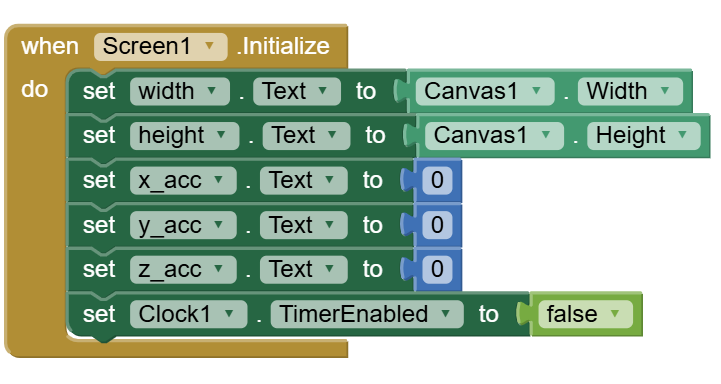 when Screen1 .Initialize
do set width . Text to Canvas1 . Width
set height . Text to Canvas1 . Height
set x_acc . Text to 0
set y_acc . Text to 0
set z_acc . Text to 0
set Clock1 . TimerEnabled to false